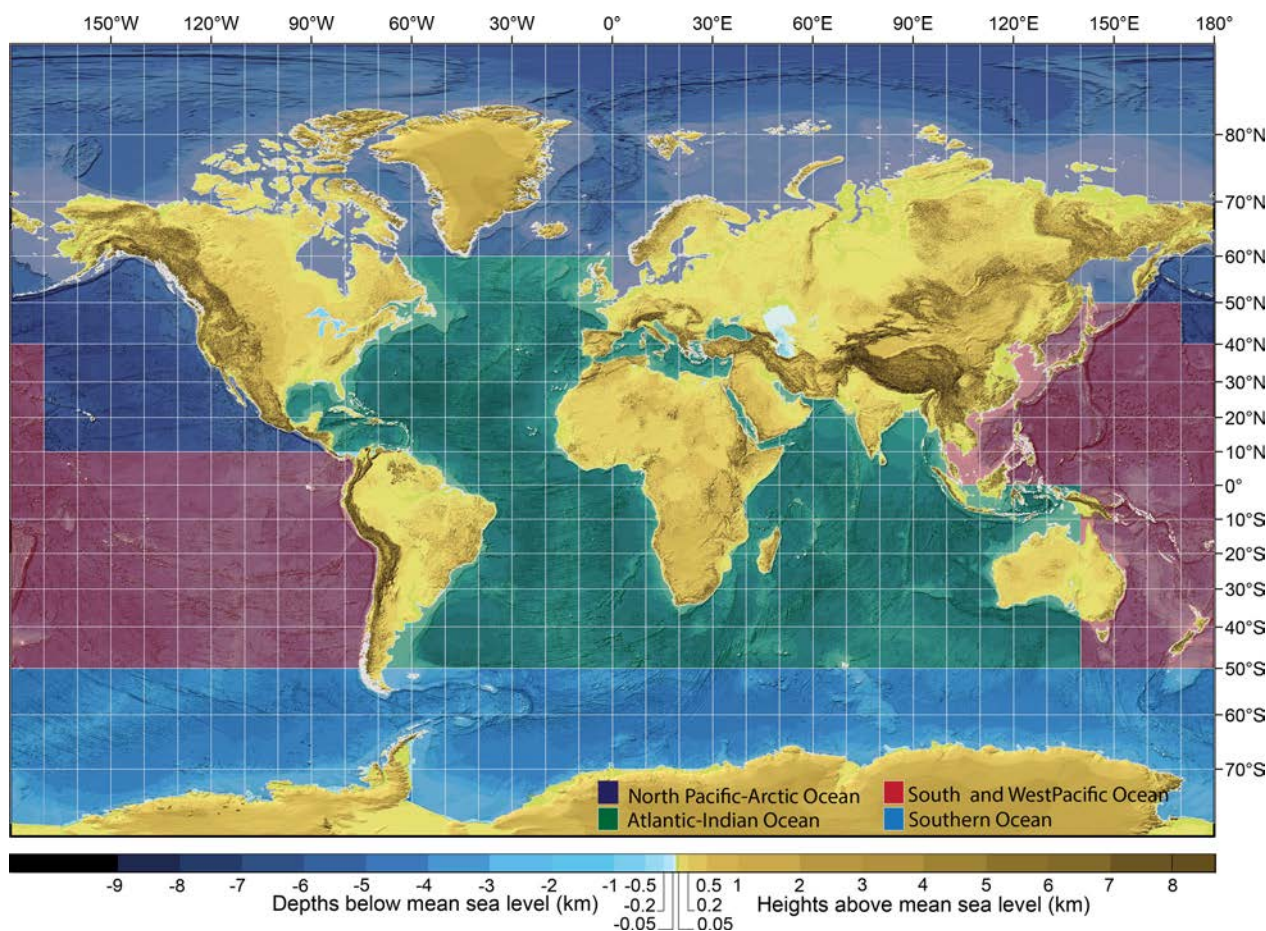 150°W 120°W 90°W 60°W 30°W 0° 30°E 60°E 90°E 120°E 150°E 180°
80°N
70°N
60°N
50°N
40°N
30°N
20°N
10°N
0°
10°S
20°S
30°S
40°S
50°S
60°S
70°S
North Pacific-Arctic Ocean South and WestPacific Ocean
Atlantic-Indian Ocean Southern Ocean
-9 -8 -7 -6 -5 -4 -3 -2 -1 -0.5 0.5 1 2 3 4 5 6 7 8
Depths below mean sea level (km) -0.2 0.2 Heights above mean sea level (km)
-0.05 0.05